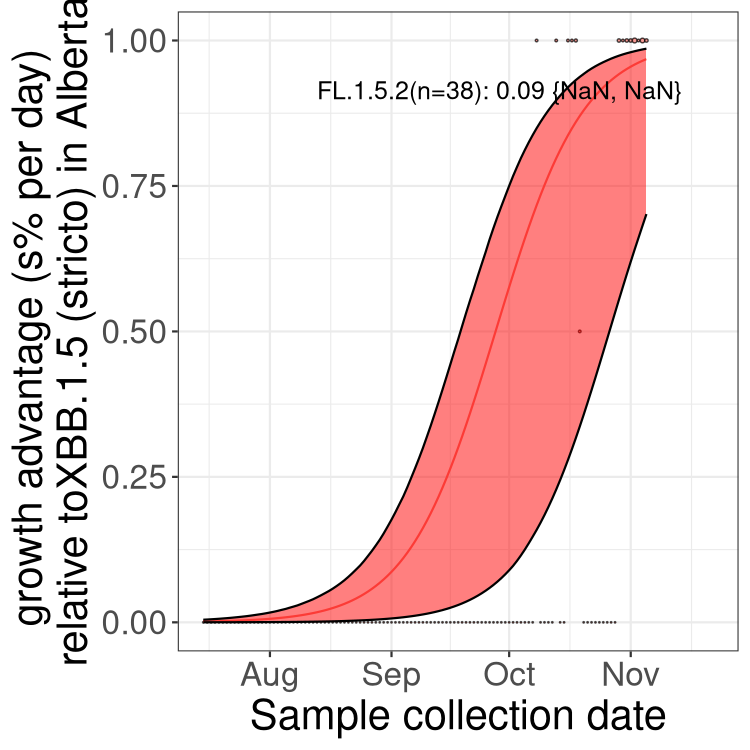 growth advantage (s% per day)
relative toXBB.1.5 (stricto) in Alberta
1.00
0.75
0.50
0.25
0.00
FL.1.5.2(n=38): 0.09 {NaN, NaN}
Aug Sep Oct Nov
Sample collection date